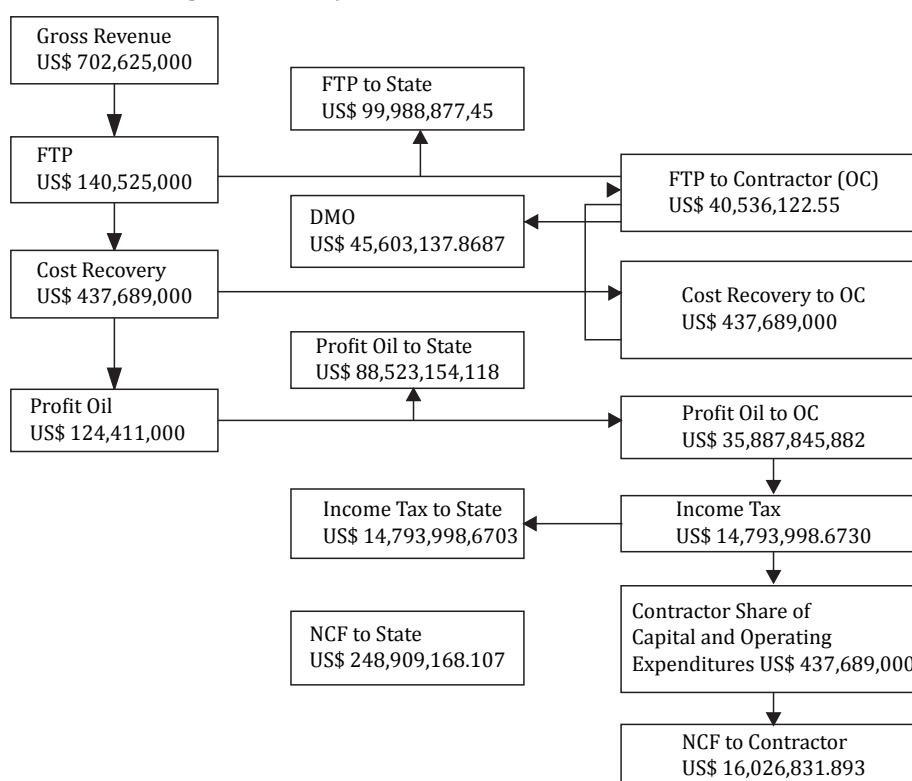 Gross Revenue
US$ 702,625,000
FTP to State
US$ 99,988,877,45
FTP
US$ 140,525,000
FTP to Contractor (OC)
US$ 40,536,122.55
DMO
US$ 45,603,137.8687
Cost Recovery
US$ 437,689,000
Cost Recovery to OC
US$ 437,689,000
Profit Oil to State
US$ 88,523,154,118
Profit Oil
US$ 124,411,000
Profit Oil to OC
US$ 35,887,845,882
Income Tax to State
US$ 14,793,998,6703
Income Tax
US$ 14,793,998.6730
Contractor Share of
Capital and Operating
Expenditures US$ 437,689,000
NCF to State
US$ 248,909,168.107
NCF to Contractor
US$ 16,026,831.893